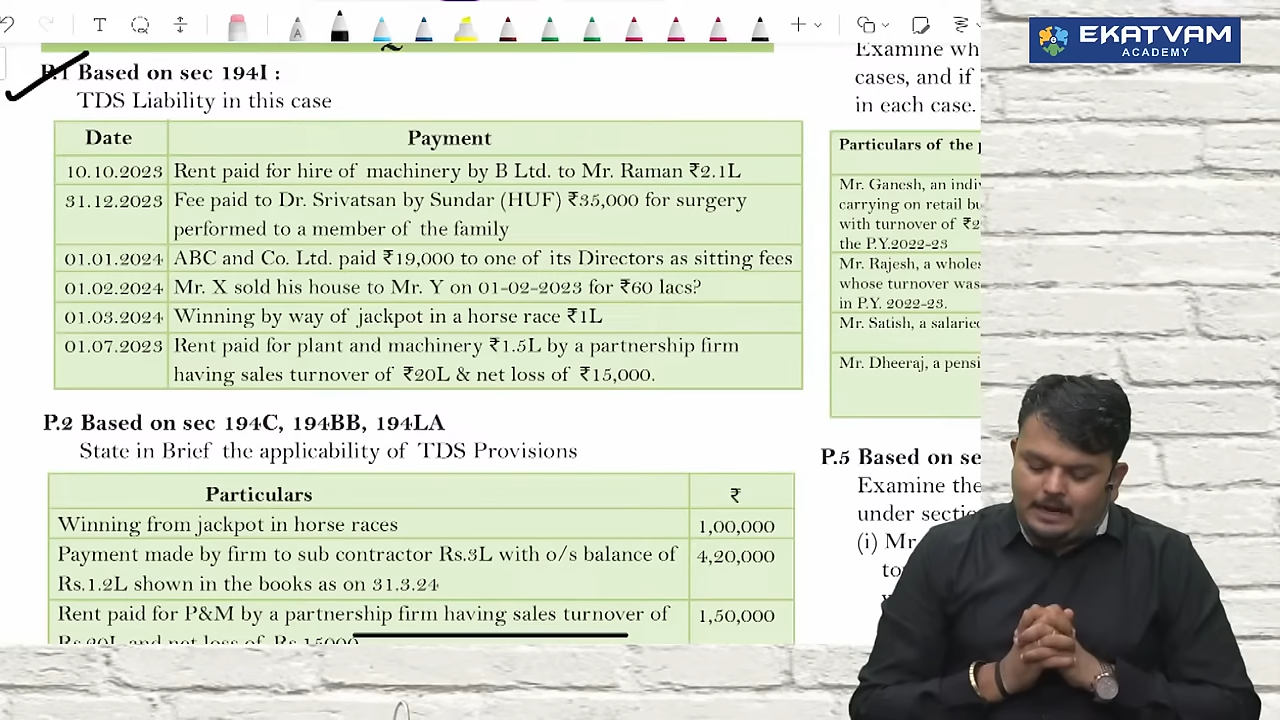 EKATVAM
ACADEMY
P.1 Based on sec 194I :
TDS Liability in this case
Date Payment
10.10.2023 Rent paid for hire of machinery by B Ltd. to Mr. Raman ₹2.1L
31.12.2023 Fee paid to Dr. Srivatsan by Sundar (HUF) ₹35,000 for surgery
performed to a member of the family
01.01.2024 ABC and Co. Ltd. paid ₹19,000 to one of its Directors as sitting fees
01.02.2024 Mr. X sold his house to Mr. Y on 01-02-2023 for ₹60 lacs?
01.03.2024 Winning by way of jackpot in a horse race ₹1L
01.07.2023 Rent paid for plant and machinery ₹1.5L by a partnership firm
having sales turnover of ₹20L & net loss of ₹15,000.
P.2 Based on sec 194C, 194BB, 194LA
State in Brief the applicability of TDS Provisions
Particulars ₹
Winning from jackpot in horse races 1,00,000
Payment made by firm to sub contractor Rs.3L with o/s balance of 4,20,000
Rs.1.2L shown in the books as on 31.3.24
Rent paid for P&M by a partnership firm having sales turnover of 1,50,000
Rs.20L and net loss of Rs.15000
Examine wh
cases, and if
in each case.
Particulars of the
Mr. Ganesh, an indi
carrying on retail bu
with turnover of ₹2
the P.Y.2022-23
Mr. Rajesh, a wholes
whose turnover was
in P.Y. 2022-23.
Mr. Satish, a salaried
Mr. Dheeraj, a pensi
P.5 Based on se
Examine the
under sectio
(i) Mr
to